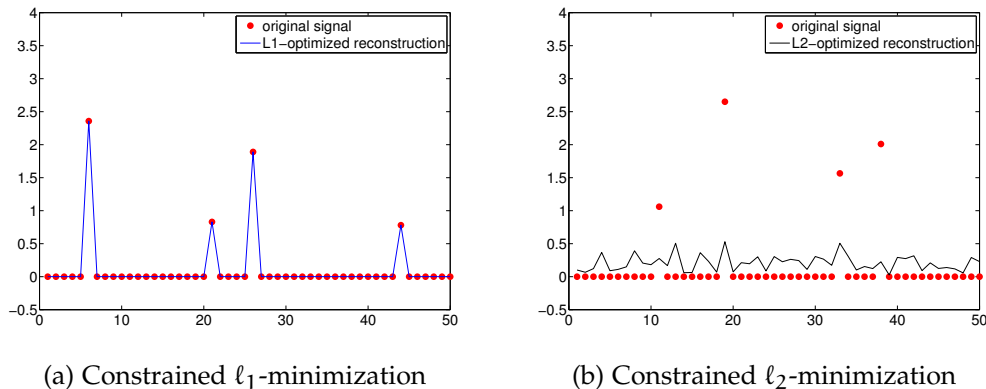 4
3.5
3
2.5
2
1.5
1
0.5
0
−0.5
0 10 20 30 40 50
original signal
L1−optimized reconstruction
(a) Constrained ℓ1-minimization
4
3.5
3
2.5
2
1.5
1
0.5
0
−0.5
0 10 20 30 40 50
original signal
L2−optimized reconstruction
(b) Constrained ℓ2-minimization